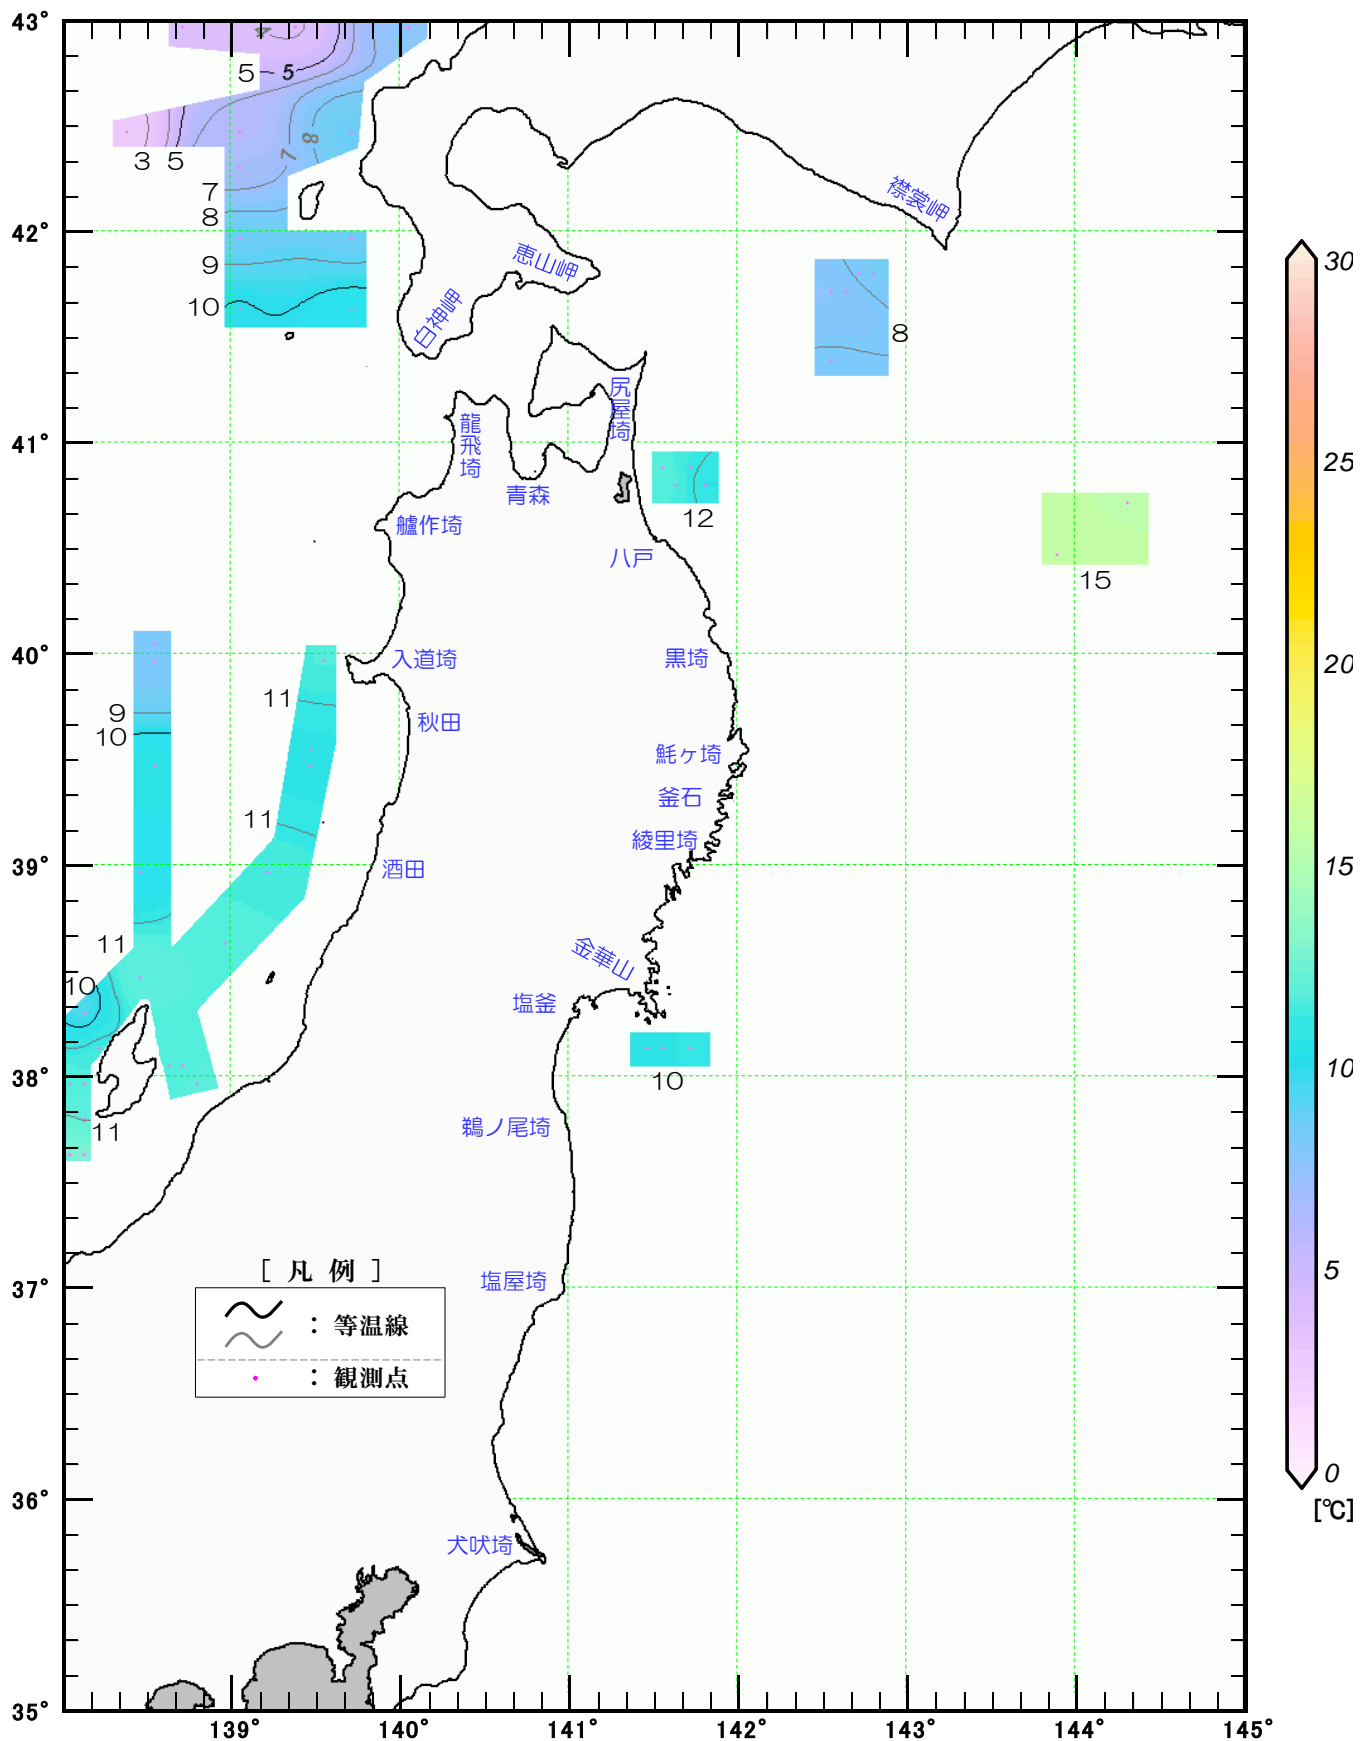 43°
4
5
5
3
5
7
8
7
8
42°
9
10
襟裳岬
恵山岬
白神岬
8
30
尻屋埼
龍飛埼
41°
青森
艫作埼
12
八戸
15
25
40°
入道埼
黒埼
20
9
10
11
秋田
魹ヶ埼
釜石
11
綾里埼
39°
酒田
15
11
10
金華山
塩釜
38°
10
10
11
鵜ノ尾埼
37°
塩屋埼
5
[ 凡 例 ]
: 等温線
: 観測点
0
[℃]
36°
犬吠埼
35°
139°
140°
141°
142°
143°
144°
145°